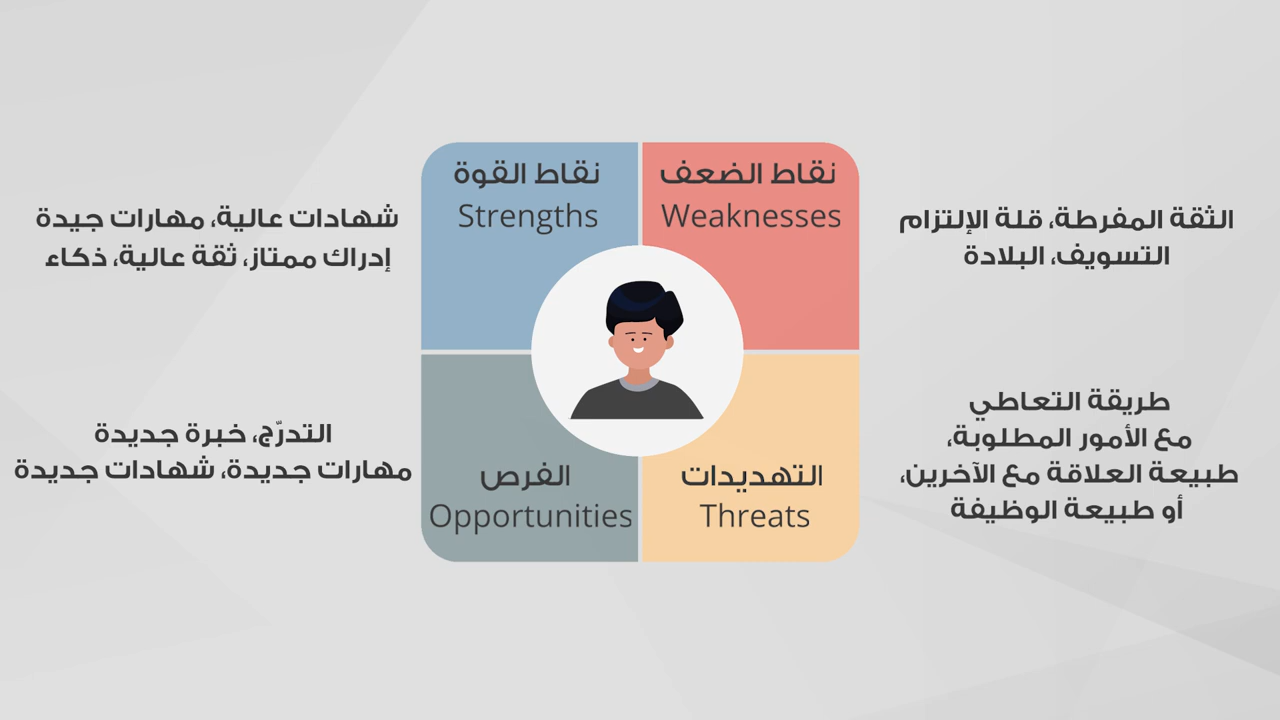 نقاط القوة
Strengths
شهادات عالية، مهارات جيدة
إدراك ممتاز، ثقة عالية، ذكاء
نقاط الضعف
Weaknesses
الثقة المفرطة، قلة الإلتزام
التسويف، البلادة
الفرص
Opportunities
التدرّج، خبرة جديدة
مهارات جديدة، شهادات جديدة
التهديدات
Threats
طريقة التعاطي
مع الأمور المطلوبة،
طبيعة العلاقة مع الآخرين،
أو طبيعة الوظيفة